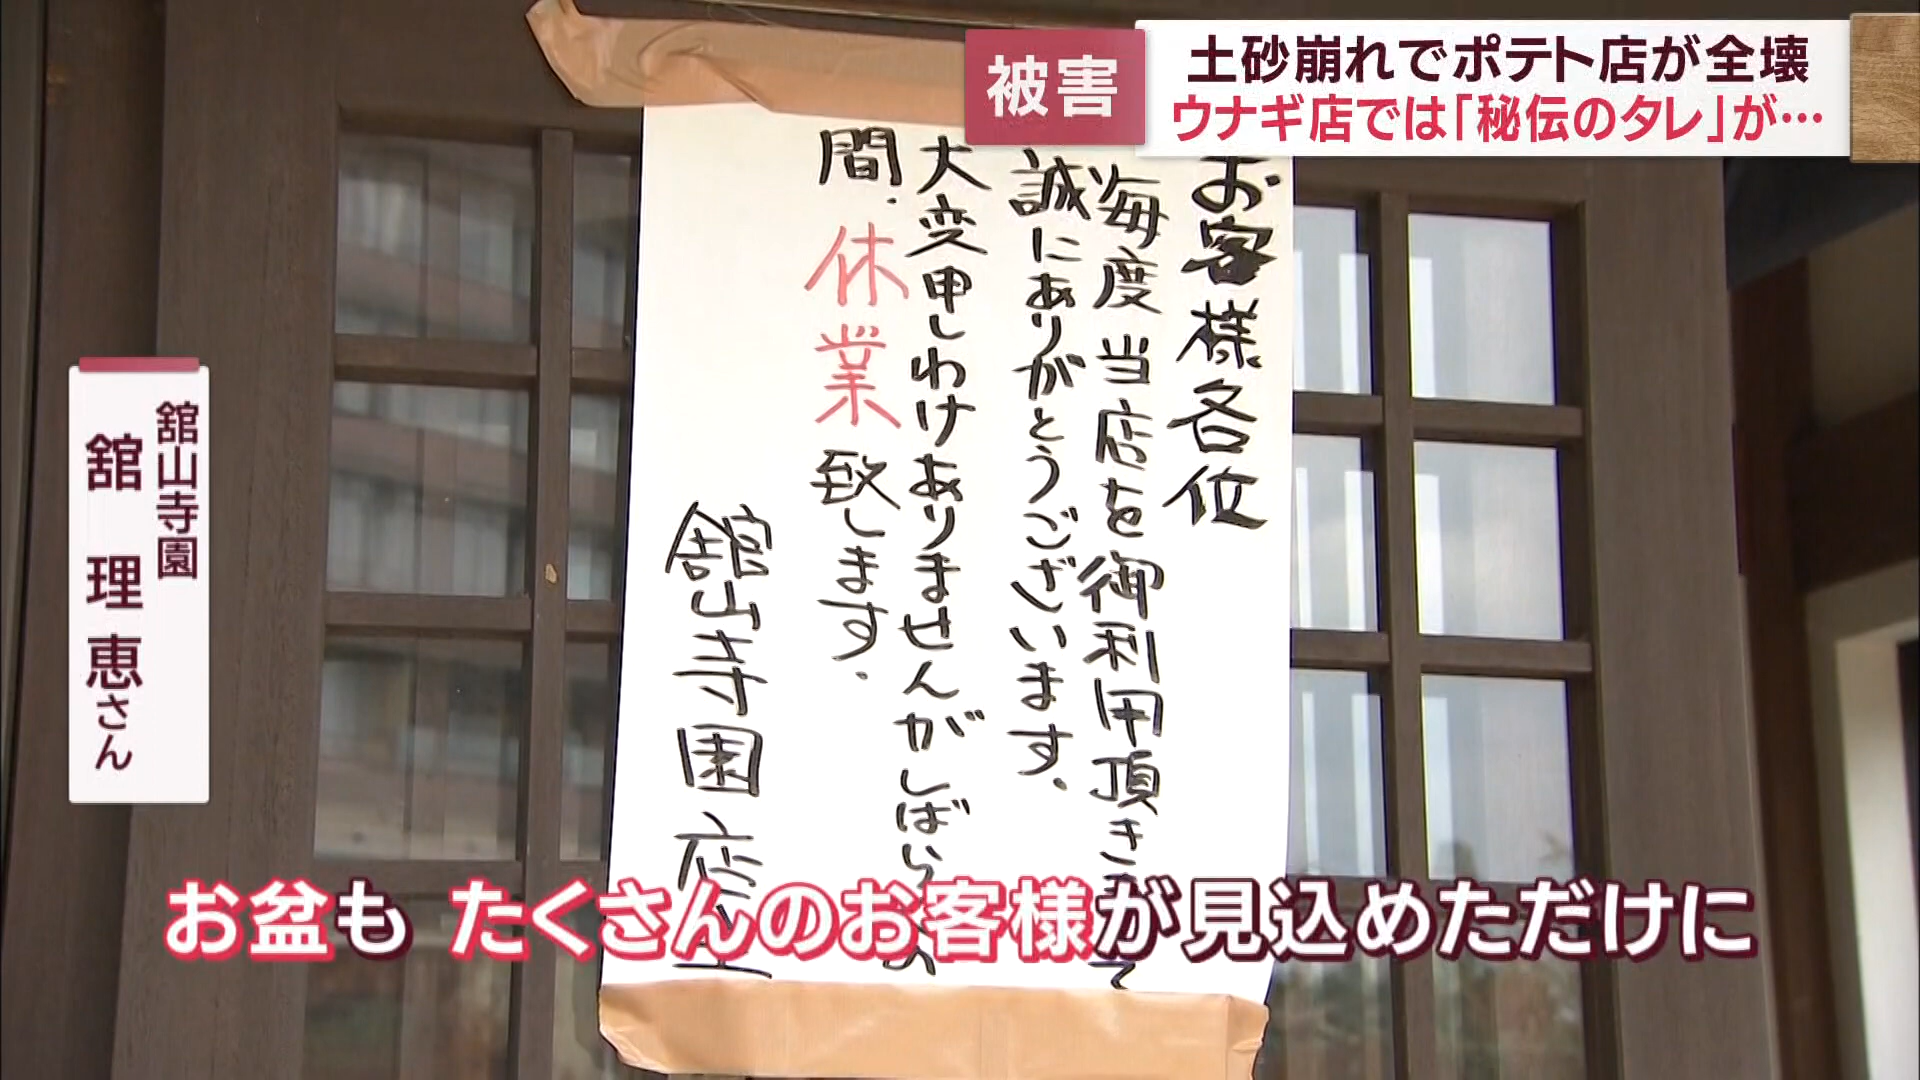 被害
土砂崩れでポテト店が全壊
ウナギ店では「秘伝のタレ」が…
お客様各位
毎度当店を御利用頂きまして
誠にありがとうございます、
大変申しわけありませんがしばらくの
間、休業致します.
舘山寺園店主
舘山寺園
舘 理恵さん
お盆も たくさんのお客様が見込めただけに